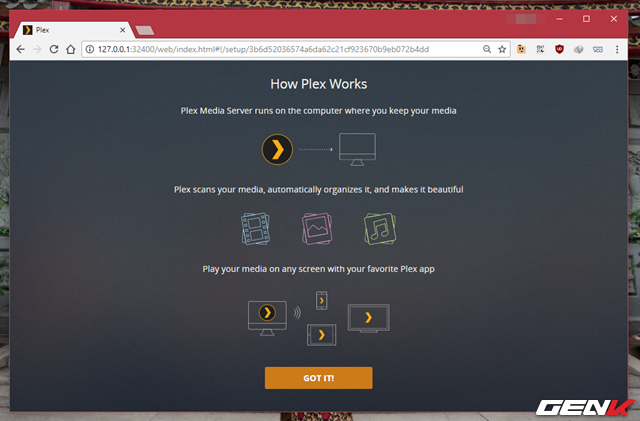 Plex
127.0.0.1:32400/web/index.html#!/setup/3b6d52036574a6da62c21cf923670b9eb072b4dd
How Plex Works
Plex Media Server runs on the computer where you keep your media
Plex scans your media, automatically organizes it, and makes it beautiful
Play your media on any screen with your favorite Plex app
GOT IT!
GENK